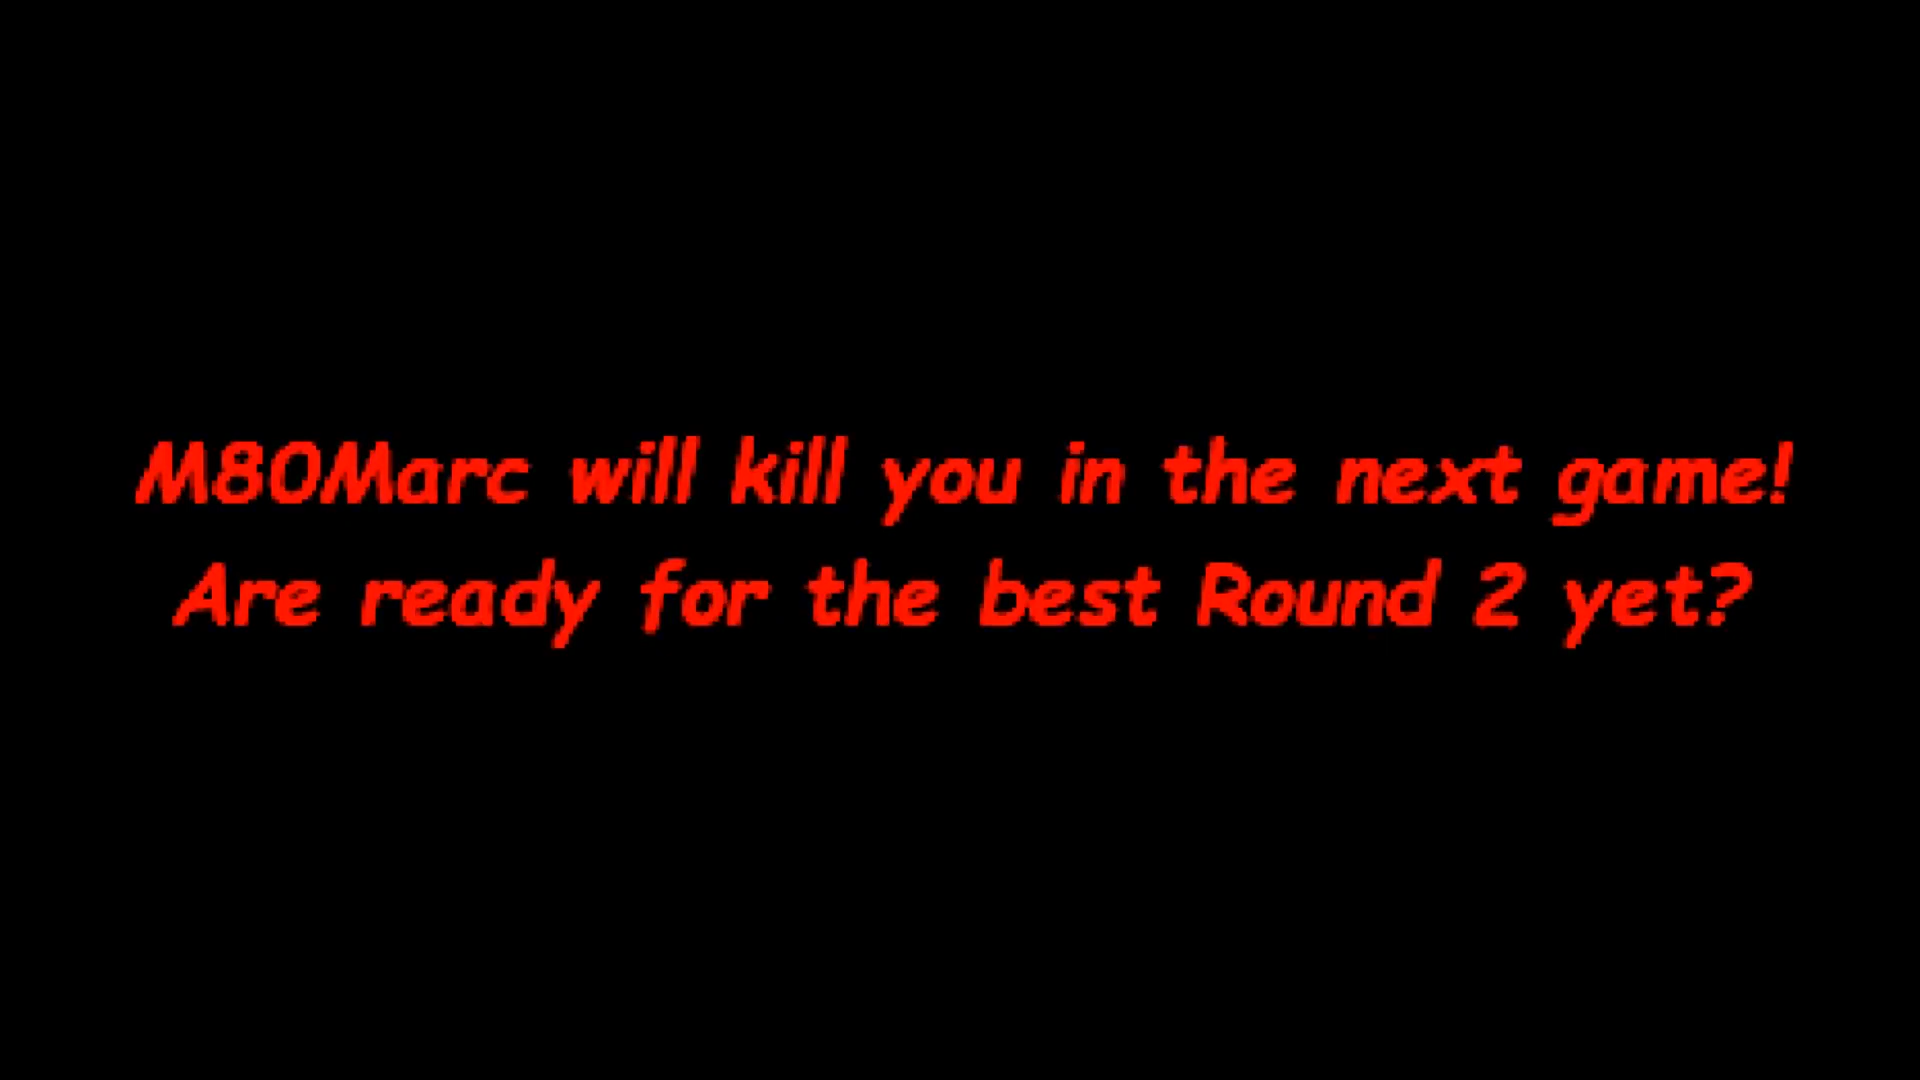 M80Marc will kill you in the next game!
Are ready for the best Round 2 yet?